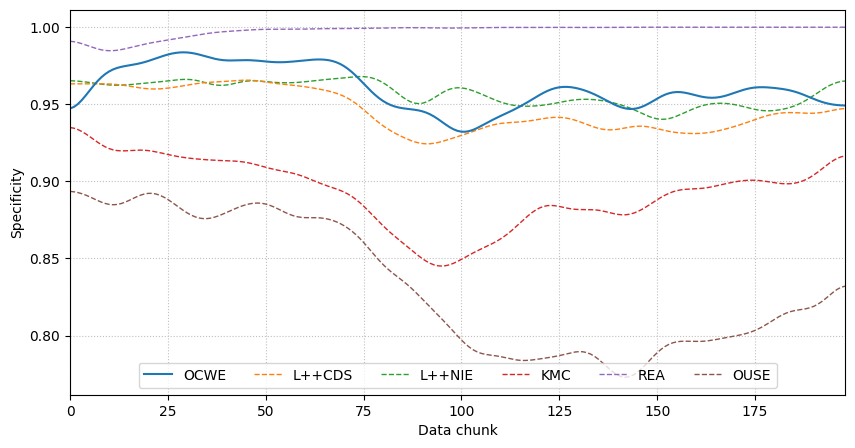 1.00
0.95
0.90
0.85
0.80
Specificity
OCWE L++CDS L++NIE KMC REA OUSE
0 25 50 75 100 125 150 175
Data chunk